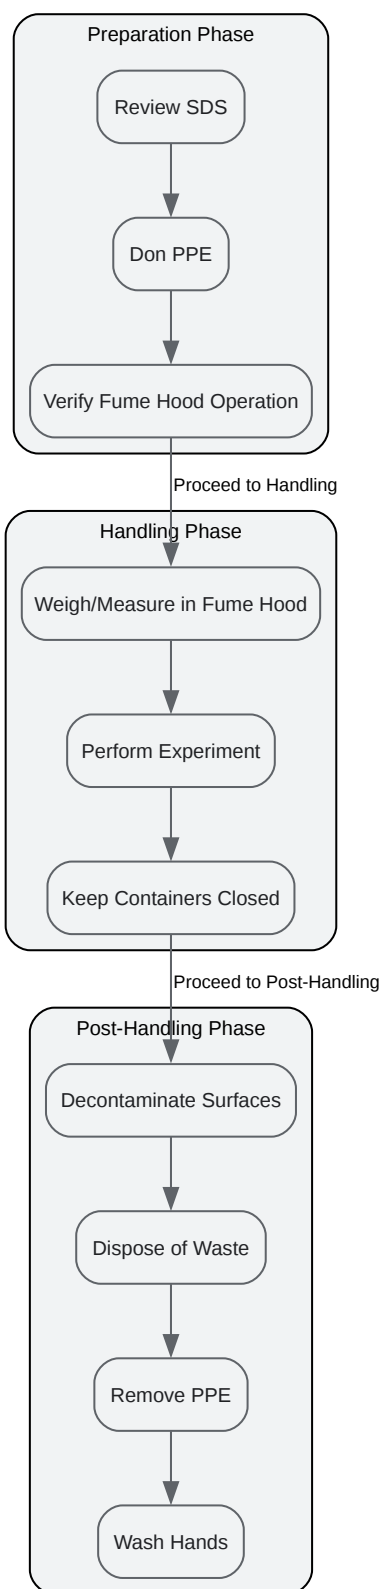 Preparation Phase
Review SDS
Don PPE
Verify Fume Hood Operation
Proceed to Handling
Handling Phase
Weigh/Measure in Fume Hood
Perform Experiment
Keep Containers Closed
Proceed to Post-Handling
Post-Handling Phase
Decontaminate Surfaces
Dispose of Waste
Remove PPE
Wash Hands